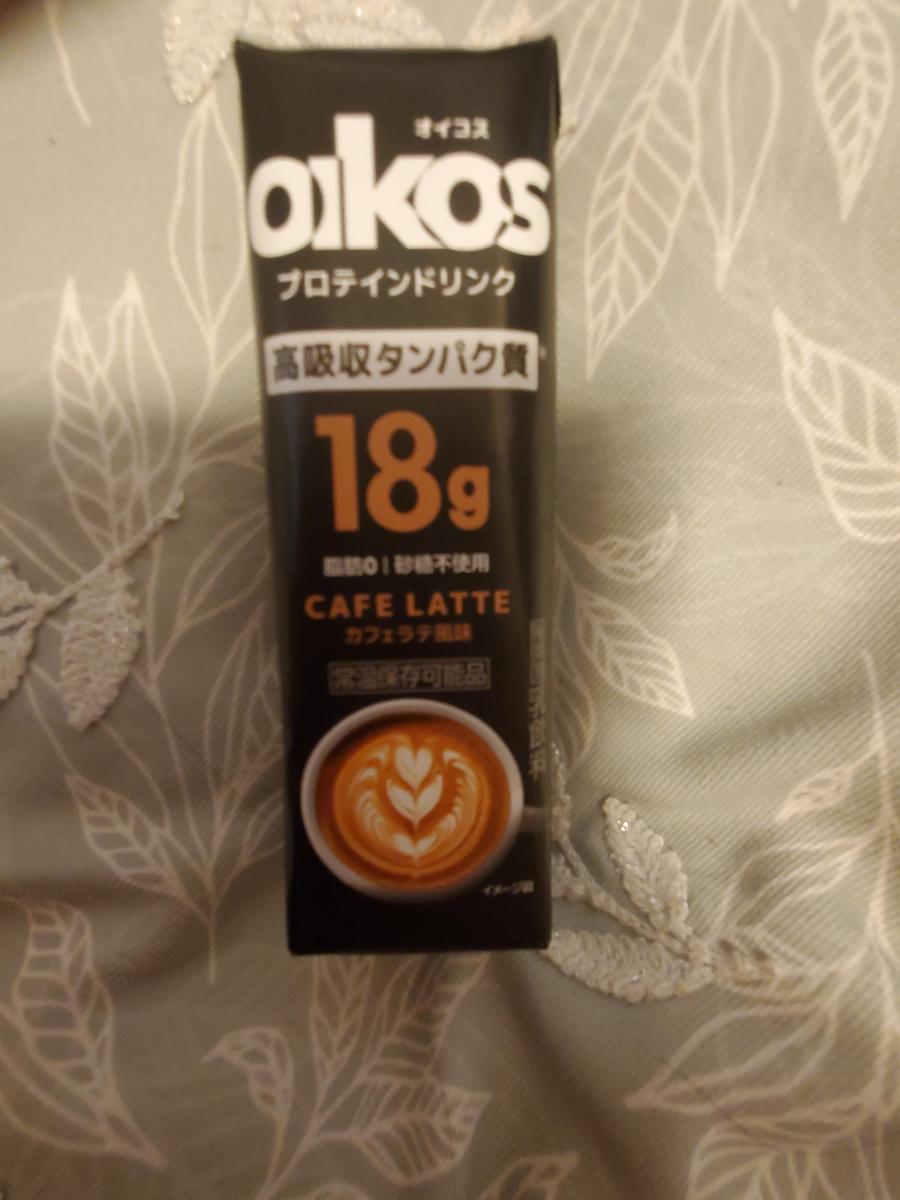 オイコス
oikos
プロテインドリンク
高吸収タンパク質
18g
脂肪0 | 砂糖不使用
CAFE LATTE
カフェラテ風味
常温保存可能品
イメージ図